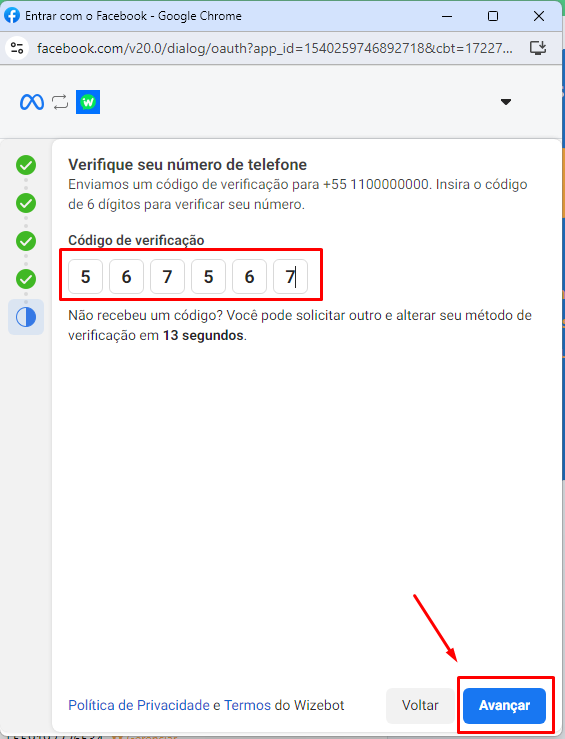 Entrar com o Facebook - Google Chrome
facebook.com/v20.0/dialog/oauth?app_id=1540259746892718&cbt=17227...
Verifique seu número de telefone
Enviamos um código de verificação para +55 1100000000. Insira o código
de 6 dígitos para verificar seu número.
Código de verificação
5 6 7 5 6 7
Não recebeu um código? Você pode solicitar outro e alterar seu método de
verificação em 13 segundos.
Política de Privacidade e Termos do Wizebot
Voltar
Avançar